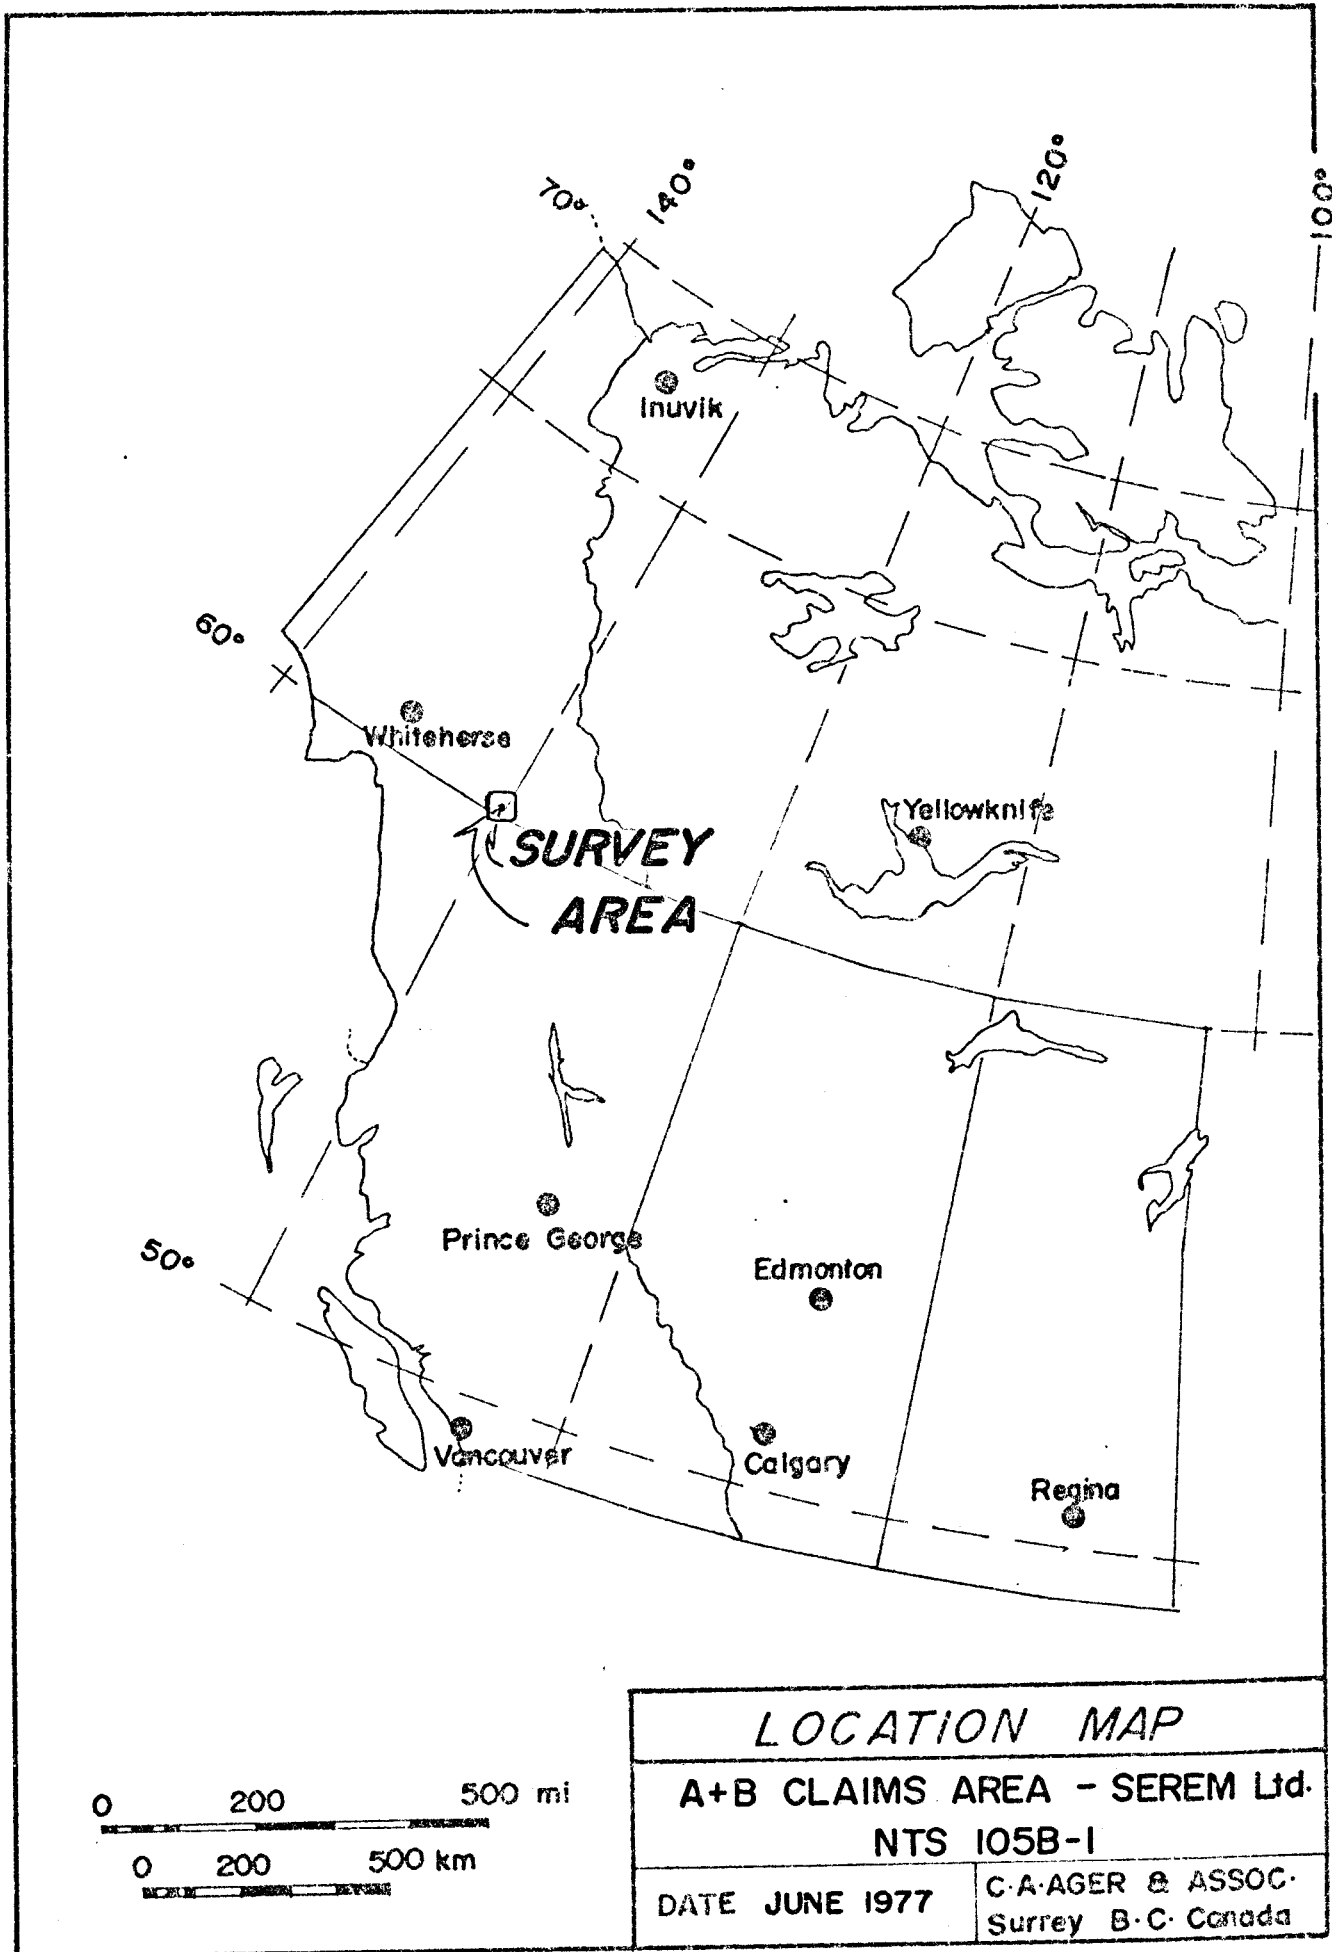 70°
140°
120°
100°
Inuvik
60°
Whiteherse
Yellowknife
SURVEY
AREA
Prince George
50°
Edmonton
Vancouver
Calgary
Regina
LOCATION MAP
A+B CLAIMS AREA - SEREM Ltd.
NTS 105B-1
DATE JUNE 1977
C.A.AGER & ASSOC.
Surrey B.C. Canada
0 200 500 mi
0 200 500 km